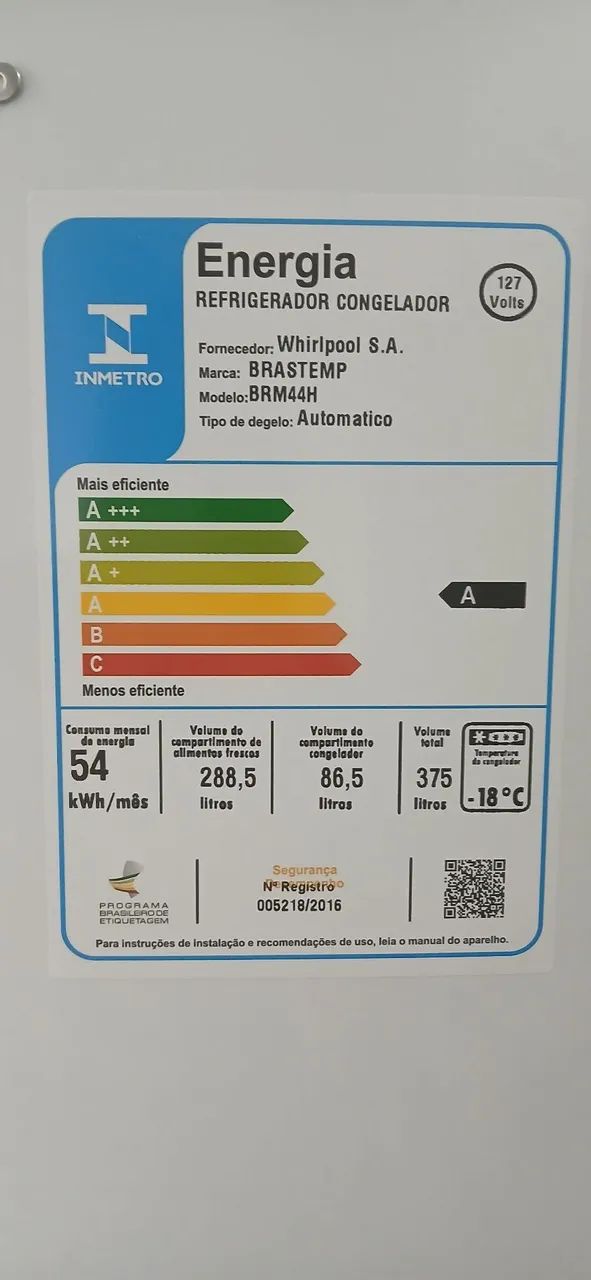 Energia
REFRIGERADOR CONGELADOR
127
Volts
INMETRO
Fornecedor: Whirlpool S.A.
Marca: BRASTEMP
Modelo: BRM44H
Tipo de degelo: Automatico
Mais eficiente
A +++
A ++
A +
A
A
B
C
Menos eficiente
Consumo mensal
de energia
54
kWh/mês
Volume do
compartimento de
alimentos frescos
288,5
litros
Volume do
compartimento
congelador
86,5
litros
Volume
total
375
litros
Temperatura
do congelador
-18°C
PROGRAMA
BRASILEIRO DE
ETIQUETAGEM
Segurança
Desempenho
Nº Registro
005218/2016
Para instruções de instalação e recomendações de uso, leia o manual do aparelho.